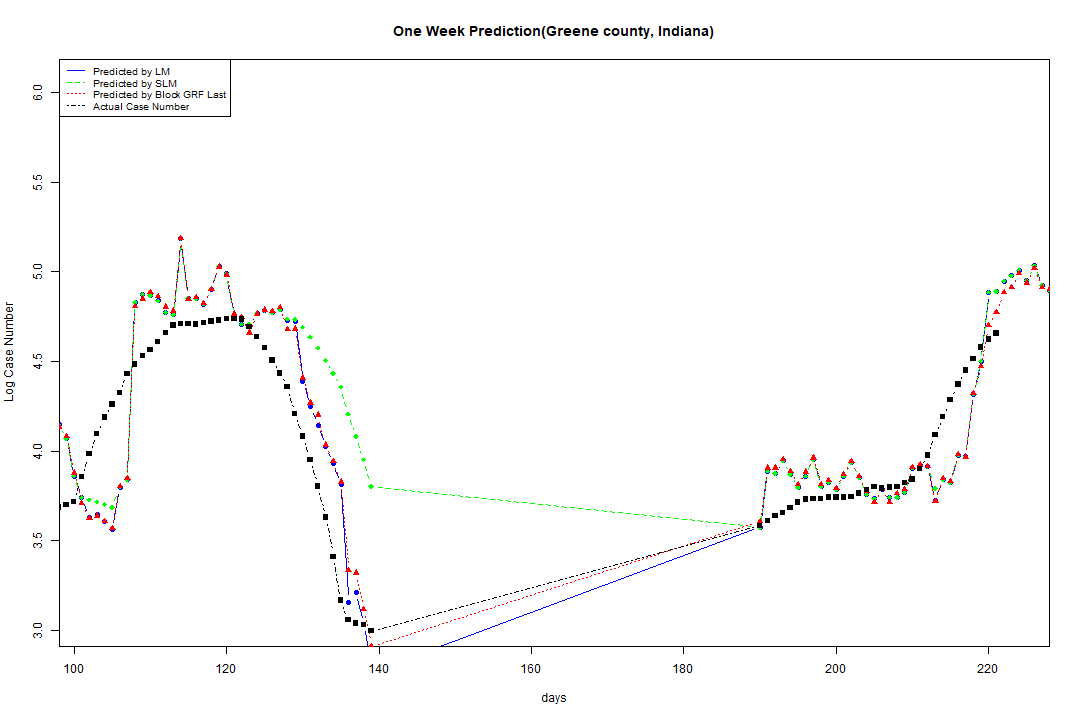 One Week Prediction(Greene county, Indiana)
Predicted by LM
Predicted by SLM
Predicted by Block GRF Last
Actual Case Number
6.0
5.5
5.0
4.5
4.0
3.5
3.0
Log Case Number
100 120 140 160 180 200 220
days